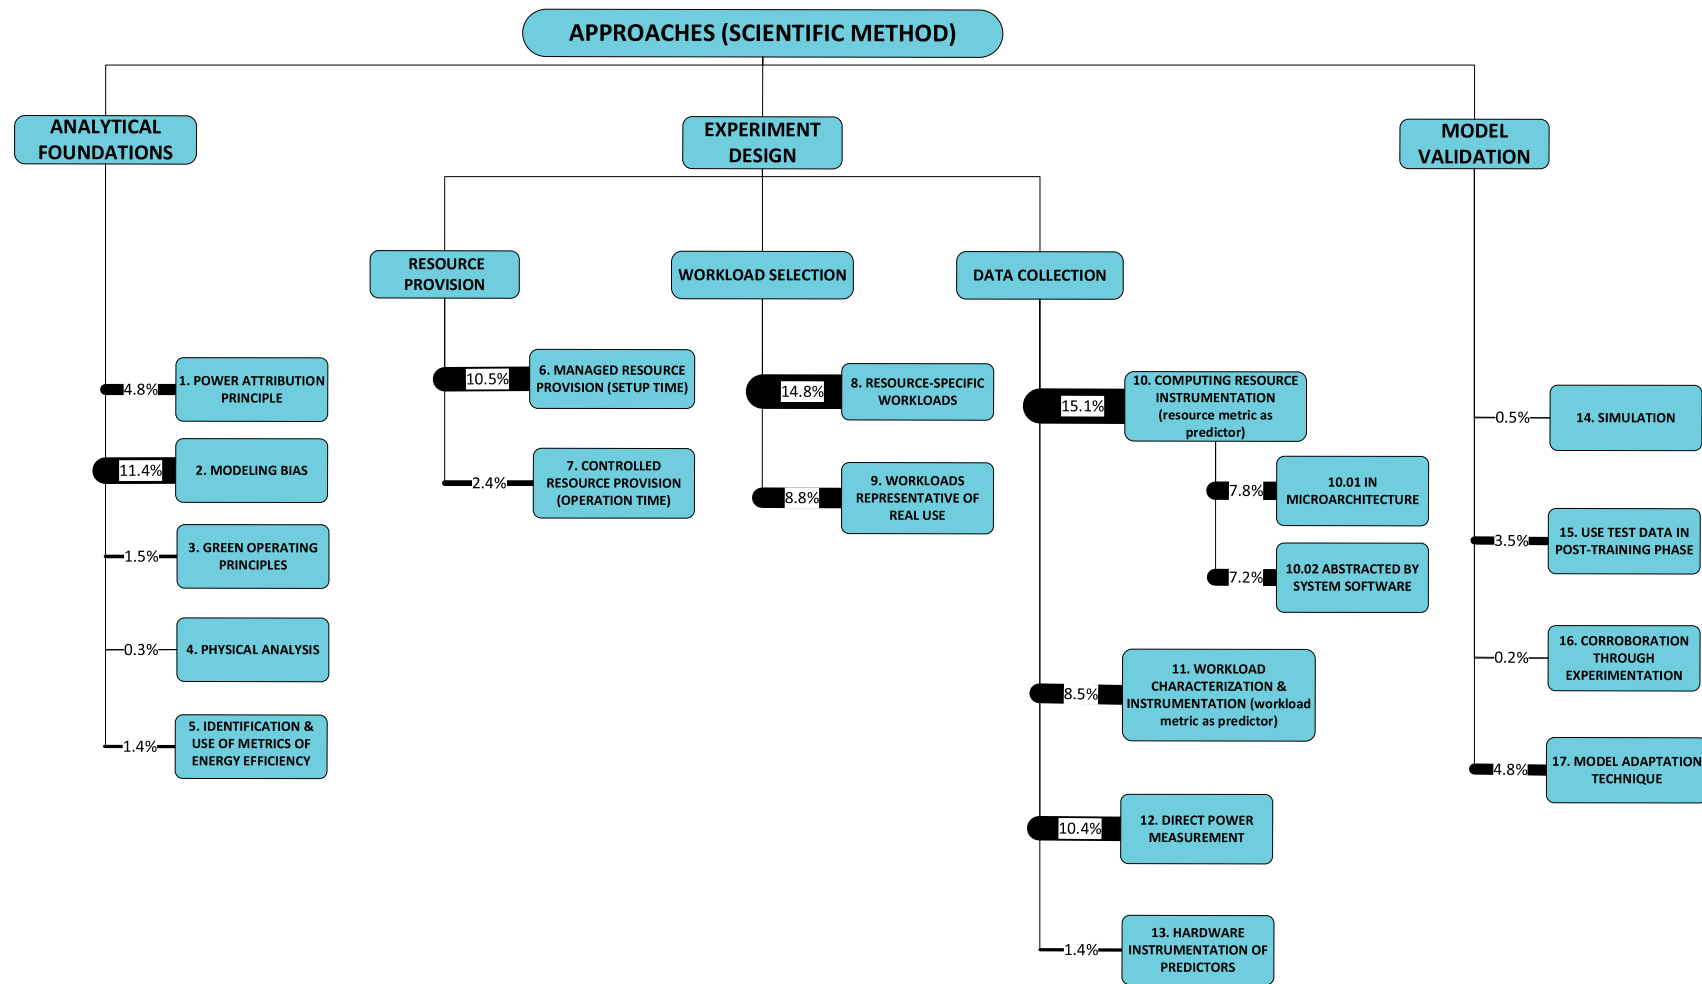 APPROACHES (SCIENTIFIC METHOD)
ANALYTICAL
FOUNDATIONS
EXPERIMENT
DESIGN
MODEL
VALIDATION
RESOURCE
PROVISION
WORKLOAD SELECTION
DATA COLLECTION
4.8%
1. POWER ATTRIBUTION
PRINCIPLE
11.4%
2. MODELING BIAS
1.5%
3. GREEN OPERATING
PRINCIPLES
0.3%
4. PHYSICAL ANALYSIS
1.4%
5. IDENTIFICATION &
USE OF METRICS OF
ENERGY EFFICIENCY
10.5%
6. MANAGED RESOURCE
PROVISION (SETUP TIME)
2.4%
7. CONTROLLED
RESOURCE PROVISION
(OPERATION TIME)
14.8%
8. RESOURCE-SPECIFIC
WORKLOADS
8.8%
9. WORKLOADS
REPRESENTATIVE OF
REAL USE
15.1%
10. COMPUTING RESOURCE
INSTRUMENTATION
(resource metric as
predictor)
7.8%
10.01 IN
MICROARCHITECTURE
7.2%
10.02 ABSTRACTED BY
SYSTEM SOFTWARE
8.5%
11. WORKLOAD
CHARACTERIZATION &
INSTRUMENTATION (workload
metric as predictor)
10.4%
12. DIRECT POWER
MEASUREMENT
1.4%
13. HARDWARE
INSTRUMENTATION OF
PREDICTORS
0.5%
14. SIMULATION
3.5%
15. USE TEST DATA IN
POST-TRAINING PHASE
0.2%
16. CORROBORATION
THROUGH
EXPERIMENTATION
4.8%
17. MODEL ADAPTATION
TECHNIQUE